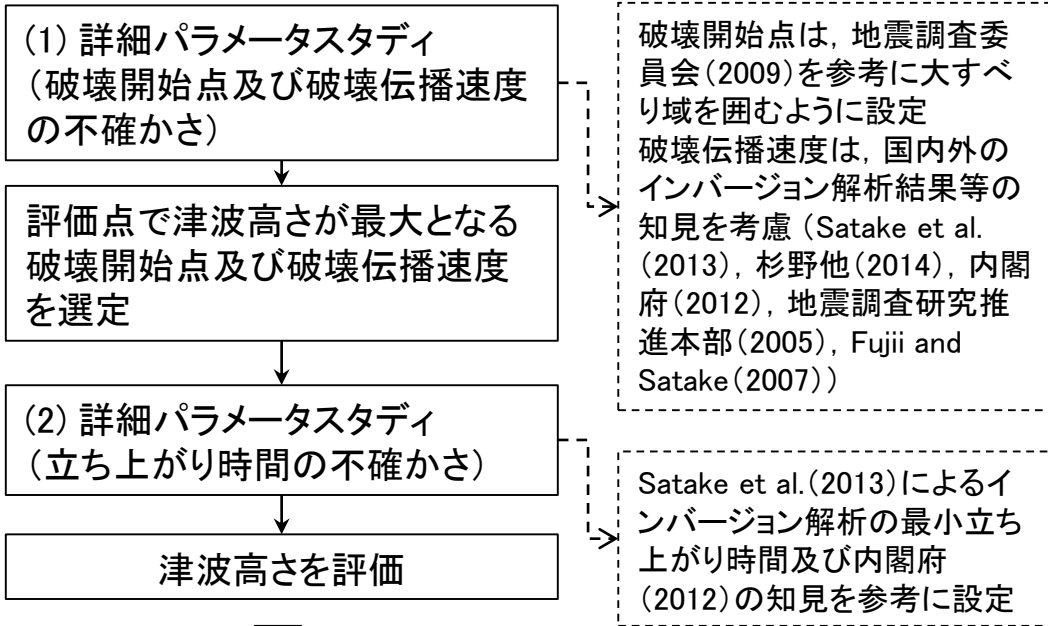 (1) 詳細パラメータスタディ
（破壊開始点及び破壊伝播速度
の不確かさ）
評価点で津波高さが最大となる
破壊開始点及び破壊伝播速度
を選定
(2) 詳細パラメータスタディ
（立ち上がり時間の不確かさ）
津波高さを評価
破壊開始点は，地震調査委
員会（2009）を参考に大すべ
り域を囲むように設定
破壊伝播速度は，国内外の
インバージョン解析結果等の
知見を考慮（Satake et al.
（2013），杉野他（2014），内閣
府（2012），地震調査研究推
進本部（2005），Fujii and
Satake（2007））
Satake et al.（2013）によるイ
ンバージョン解析の最小立ち
上がり時間及び内閣府
（2012）の知見を参考に設定